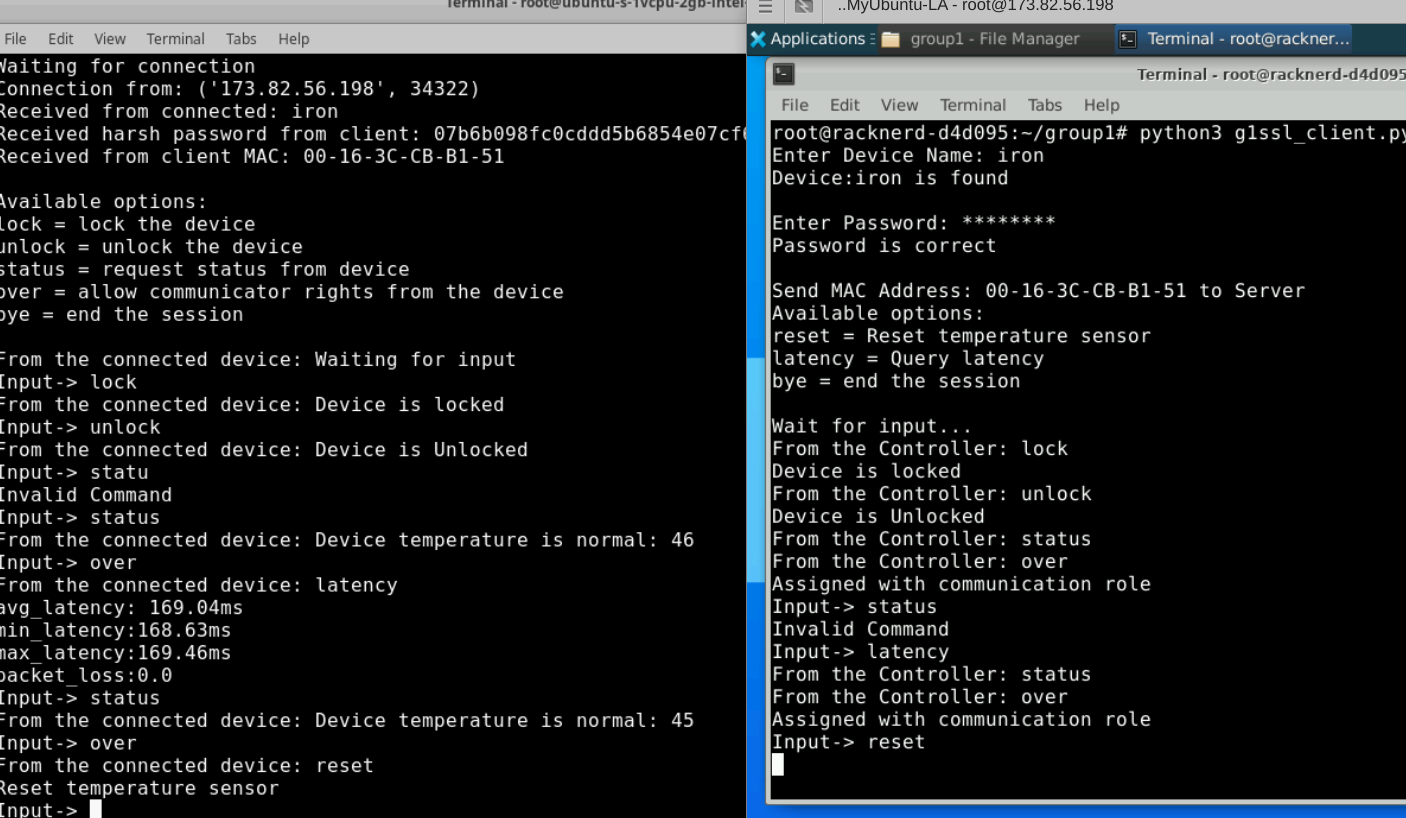 Terminal - root@ubuntu-s-1vcpu-2gb-intel-
File Edit View Terminal Tabs Help
Waiting for connection
Connection from: ('173.82.56.198', 34322)
Received from connected: iron
Received harsh password from client: 07b6b098fc0cddd5b6854e07cf6
Received from client MAC: 00-16-3C-CB-B1-51
Available options:
lock = lock the device
unlock = unlock the device
status = request status from device
over = allow communicator rights from the device
bye = end the session
From the connected device: Waiting for input
Input-> lock
From the connected device: Device is locked
Input-> unlock
From the connected device: Device is Unlocked
Input-> statu
Invalid Command
Input-> status
From the connected device: Device temperature is normal: 46
Input-> over
From the connected device: latency
avg_latency: 169.04ms
min_latency:168.63ms
max_latency:169.46ms
packet_loss:0.0
Input-> status
From the connected device: Device temperature is normal: 45
Input-> over
From the connected device: reset
Reset temperature sensor
Input->
..MyUbuntu-LA - root@173.82.56.198
Applications group1 - File Manager Terminal - root@rackner...
Terminal - root@racknerd-d4d095
File Edit View Terminal Tabs Help
root@racknerd-d4d095:~/group1# python3 g1ssl_client.py
Enter Device Name: iron
Device:iron is found
Enter Password: ********
Password is correct
Send MAC Address: 00-16-3C-CB-B1-51 to Server
Available options:
reset = Reset temperature sensor
latency = Query latency
bye = end the session
Wait for input...
From the Controller: lock
Device is locked
From the Controller: unlock
Device is Unlocked
From the Controller: status
From the Controller: over
Assigned with communication role
Input-> status
Invalid Command
Input-> latency
From the Controller: status
From the Controller: over
Assigned with communication role
Input-> reset